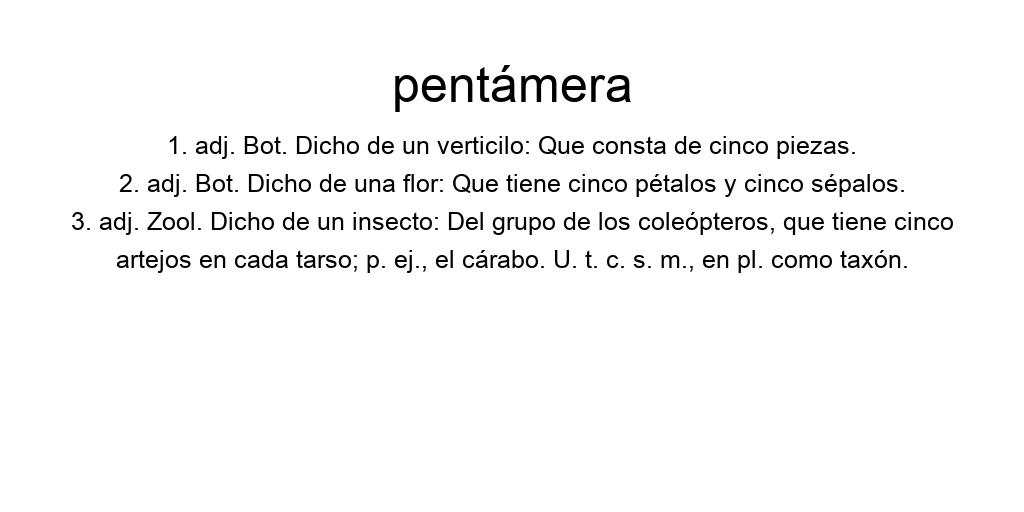 pentámera
1. adj. Bot. Dicho de un verticilo: Que consta de cinco piezas.
2. adj. Bot. Dicho de una flor: Que tiene cinco pétalos y cinco sépalos.
3. adj. Zool. Dicho de un insecto: Del grupo de los coleópteros, que tiene cinco
artejos en cada tarso; p. ej., el cárabo. U. t. c. s. m., en pl. como taxón.